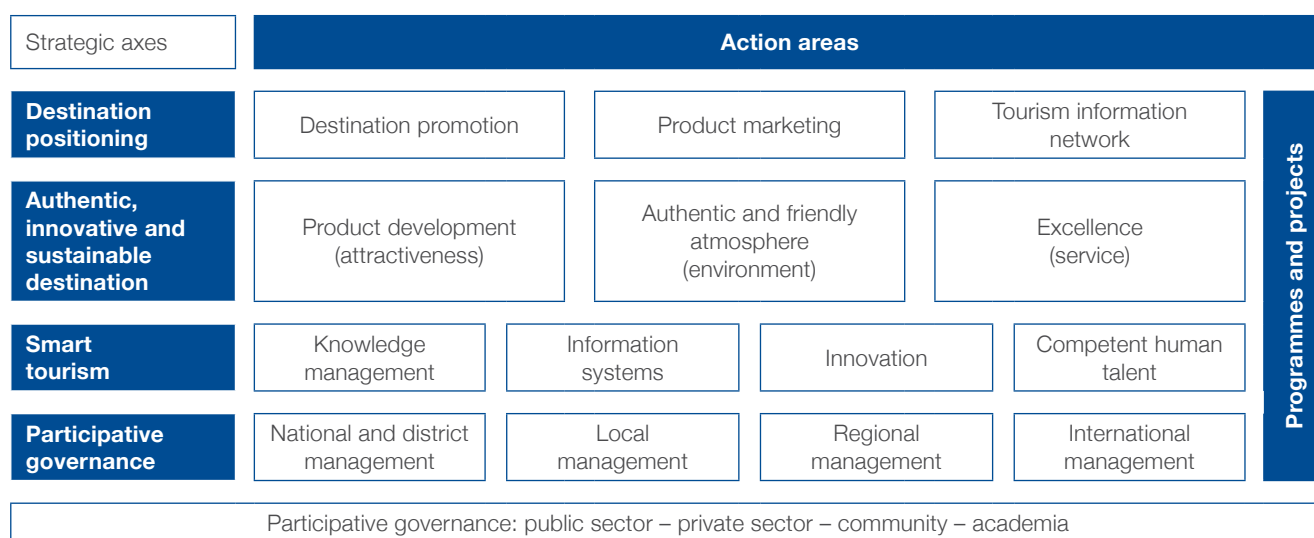 Strategic axes
Action areas
Destination
positioning
Destination promotion
Product marketing
Tourism information
network
Authentic,
innovative and
sustainable
destination
Product development
(attractiveness)
Authentic and friendly
atmosphere
(environment)
Excellence
(service)
Smart
tourism
Knowledge
management
Information
systems
Innovation
Competent human
talent
Participative
governance
National and district
management
Local
management
Regional
management
International
management
Programmes and projects
Participative governance: public sector – private sector – community – academia